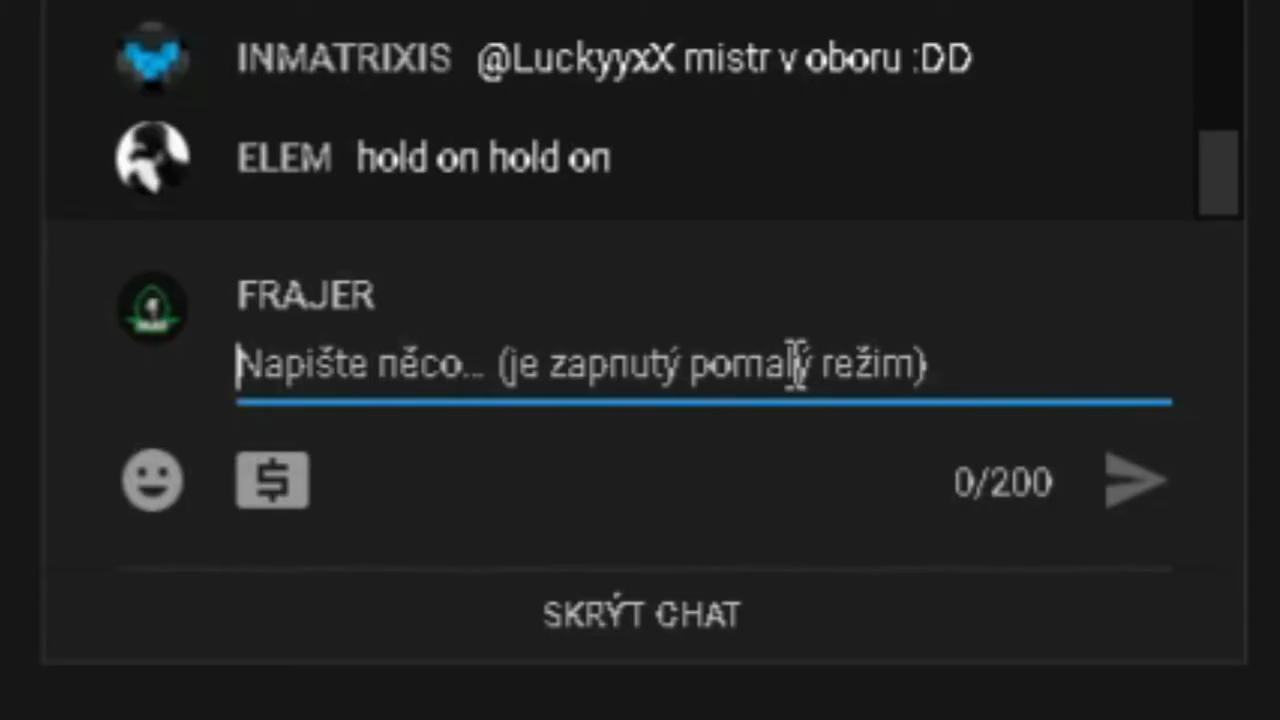 INMATRIXIS @LuckyyxX mistr v oboru :DD
ELEM hold on hold on
FRAJER
Napište něco... (je zapnutý pomalý režim)
0/200
SKRÝT CHAT